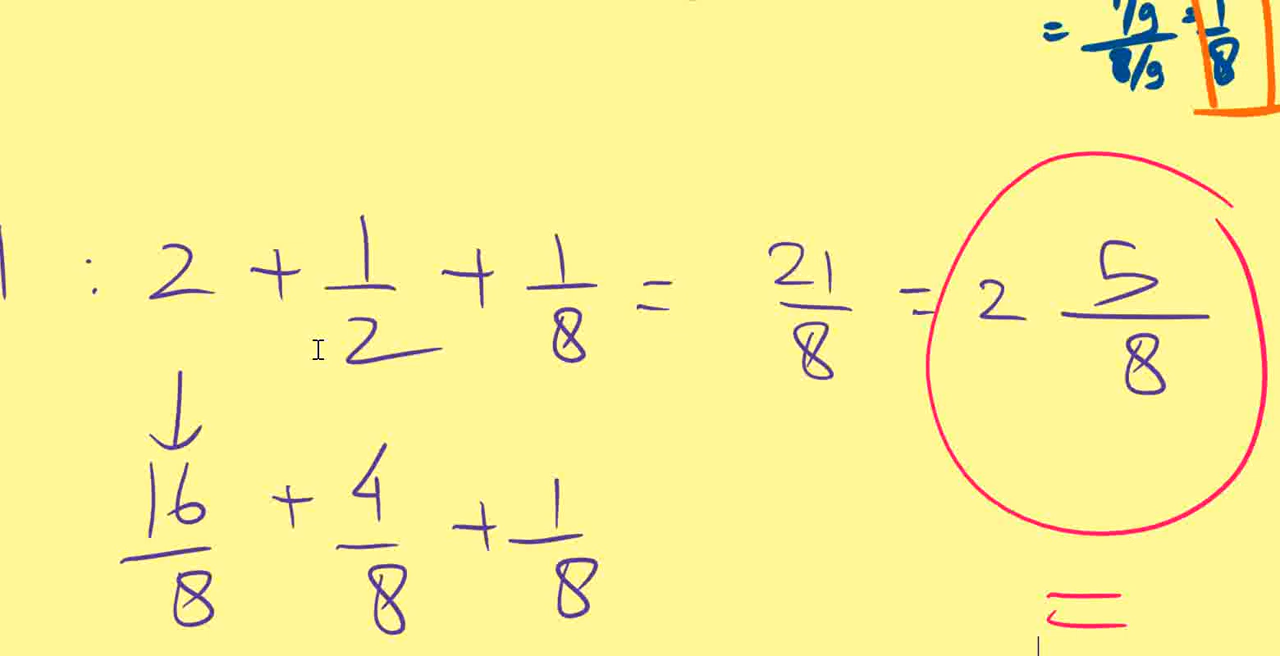 = 1/9 / 8/9 = 1/8
1 : 2 + 1/2 + 1/8 = 21/8 = 2 5/8
↓
16/8 + 4/8 + 1/8
=